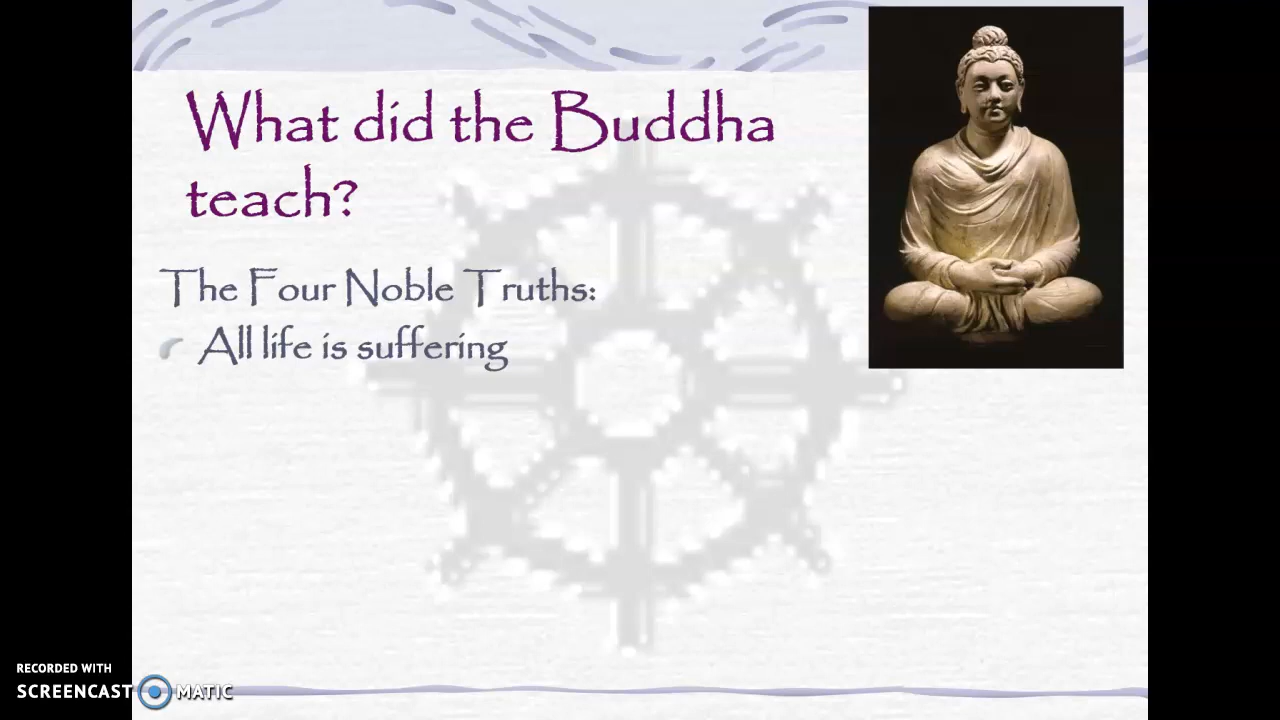 What did the Buddha
teach?
The Four Noble Truths:
All life is suffering
RECORDED WITH
SCREENCAST MATIC